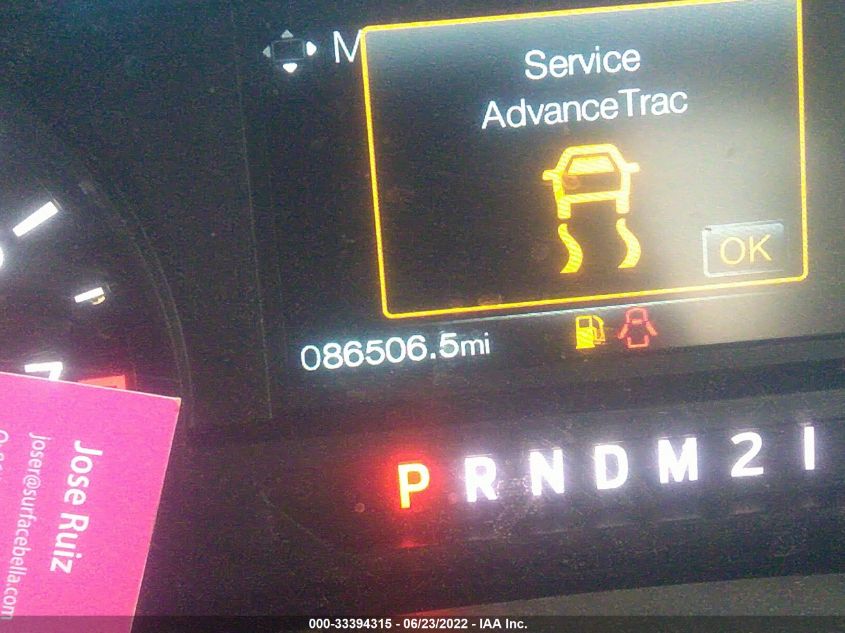 M
Service
AdvanceTrac
OK
086506.5mi
7
P R N D M 2 1
Jose Ruiz
joser@surfacebella.com
000-33394315 - 06/23/2022 - IAA Inc.